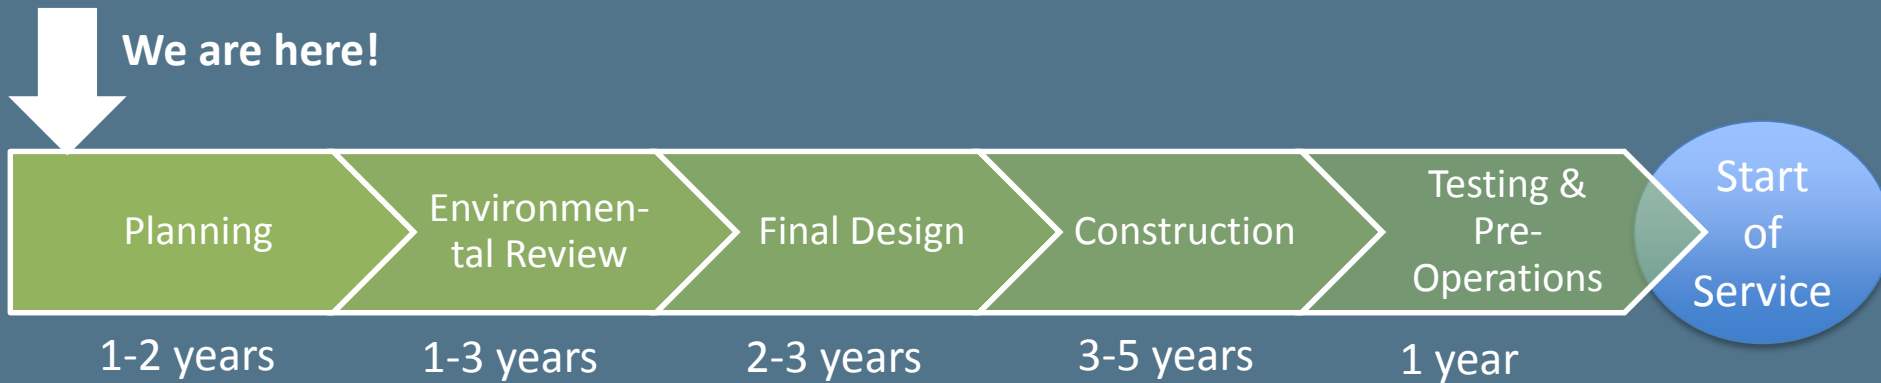 We are here!
Planning
Environmen-
tal Review
Final Design
Construction
Testing &
Pre-
Operations
Start
of
Service
1-2 years
1-3 years
2-3 years
3-5 years
1 year